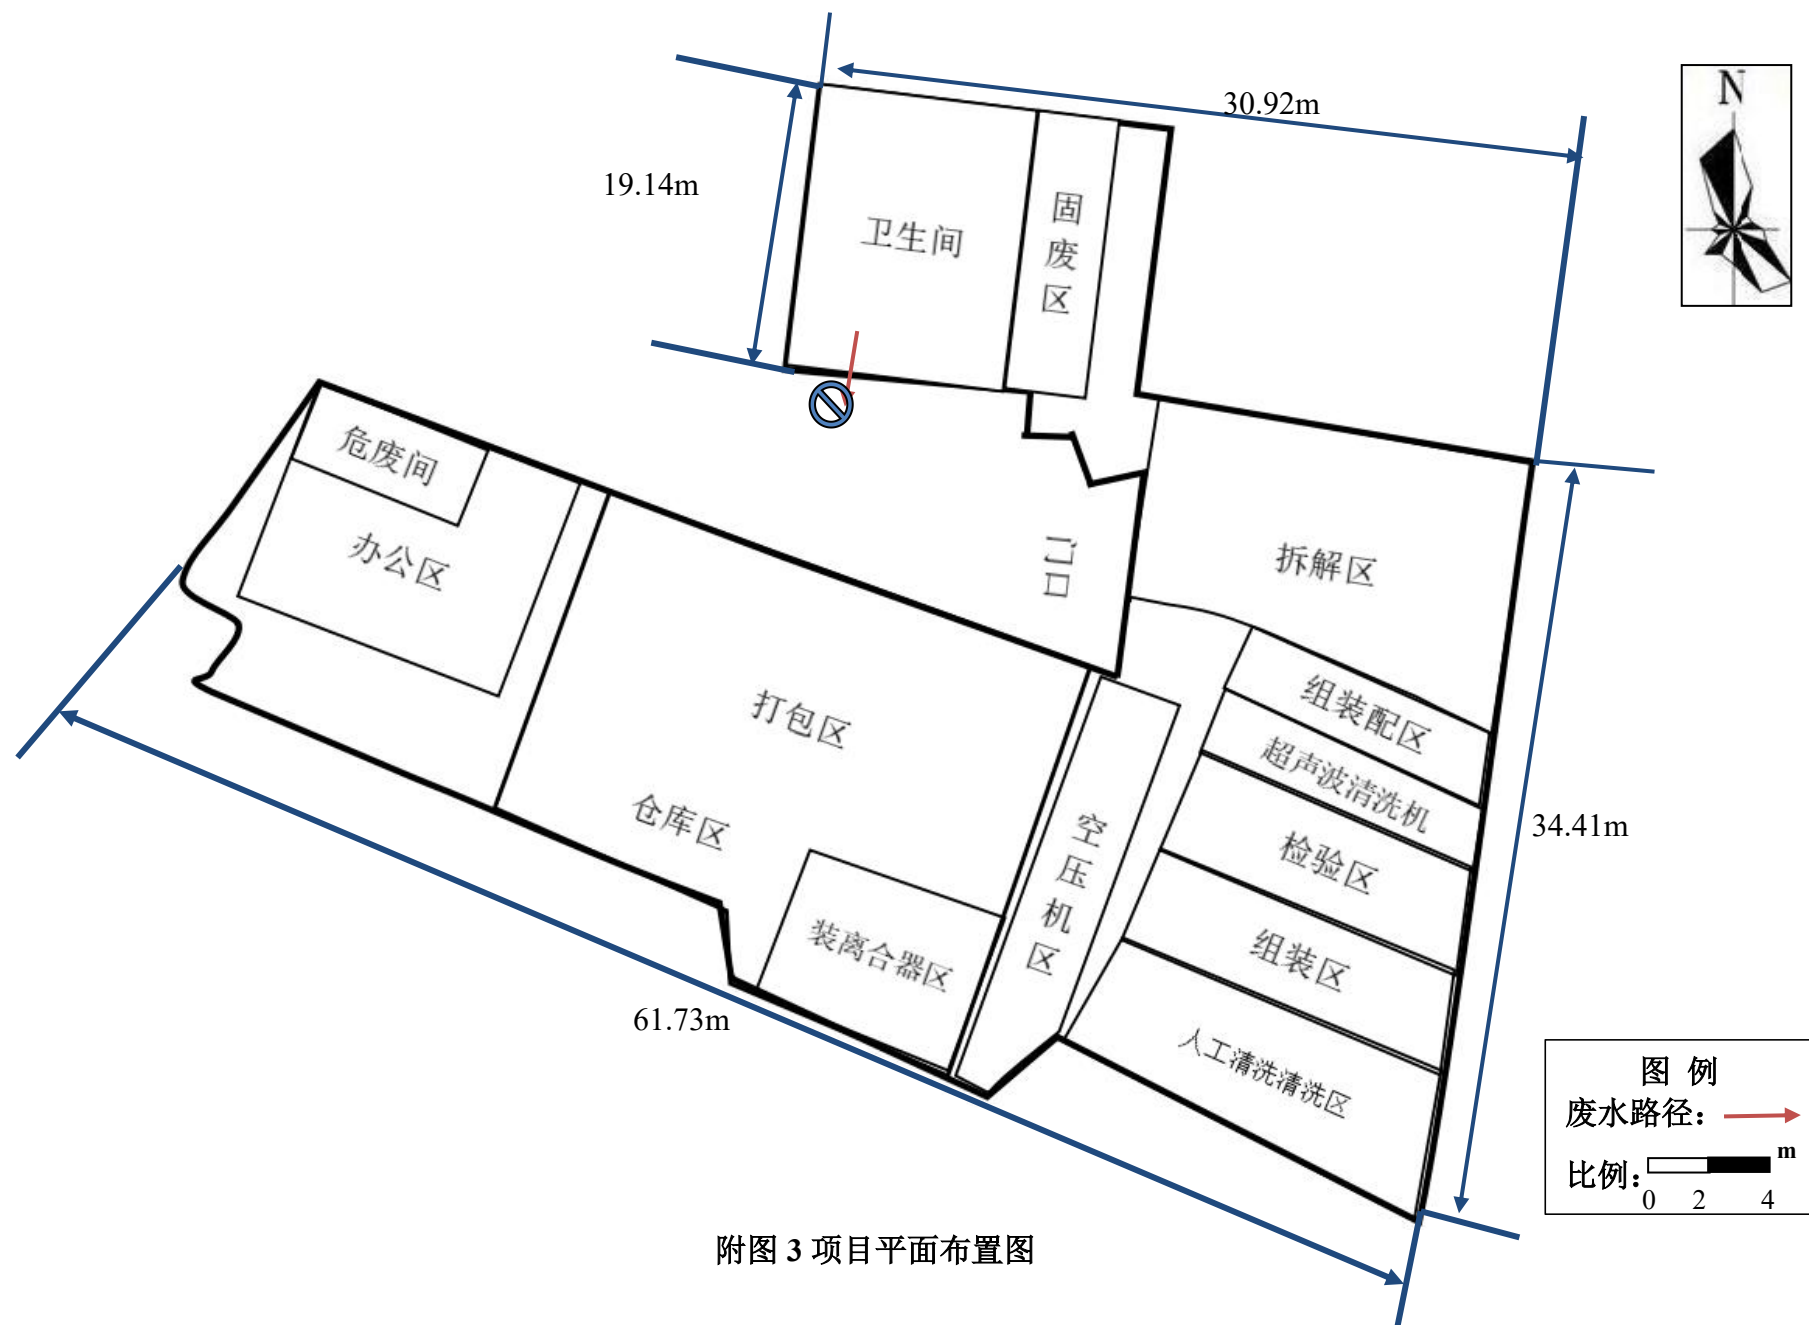 30.92m
N
19.14m
卫生间
固废区
危废间
办公区
门口
拆解区
打包区
仓库区
组装配区
超声波清洗机
检验区
34.41m
空压机区
装离合器区
组装区
61.73m
人工清洗清洗区
图 例
废水路径：
比例：
m
0 2 4
附图 3 项目平面布置图